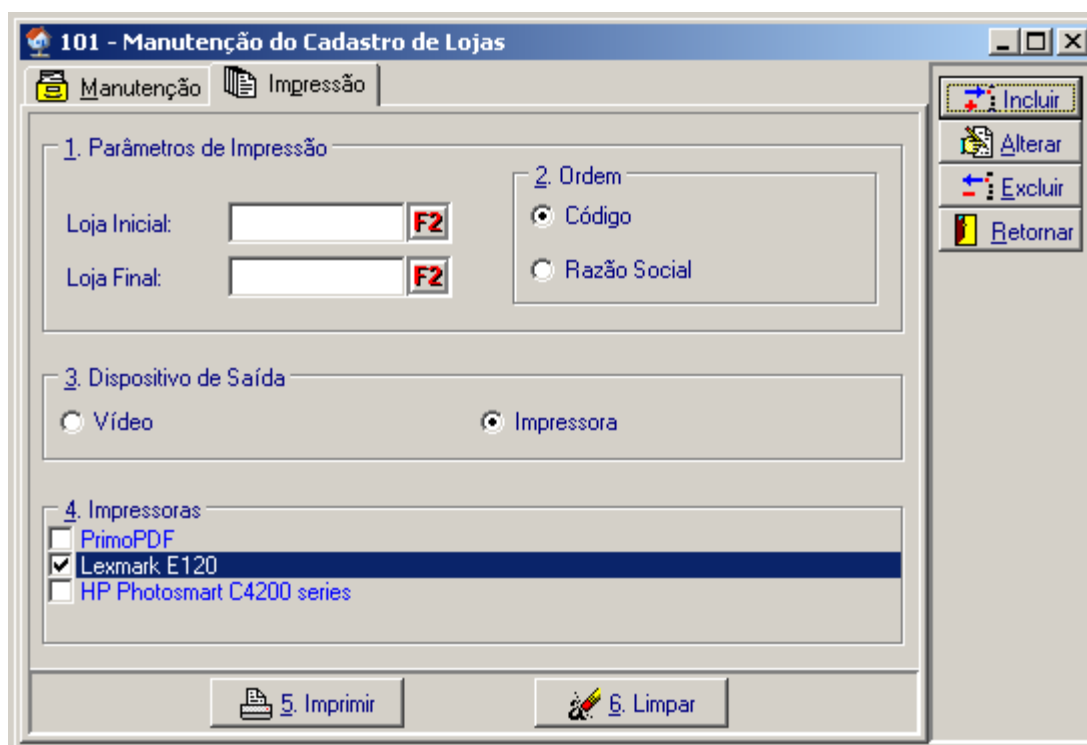 101 - Manutenção do Cadastro de Lojas
Manutenção
Impressão
1. Parâmetros de Impressão
Loja Inicial:
F2
Loja Final:
F2
2. Ordem
Código
Razão Social
3. Dispositivo de Saída
Vídeo
Impressora
4. Impressoras
PrimoPDF
Lexmark E120
HP Photosmart C4200 series
5. Imprimir
6. Limpar
Incluir
Alterar
Excluir
Retornar